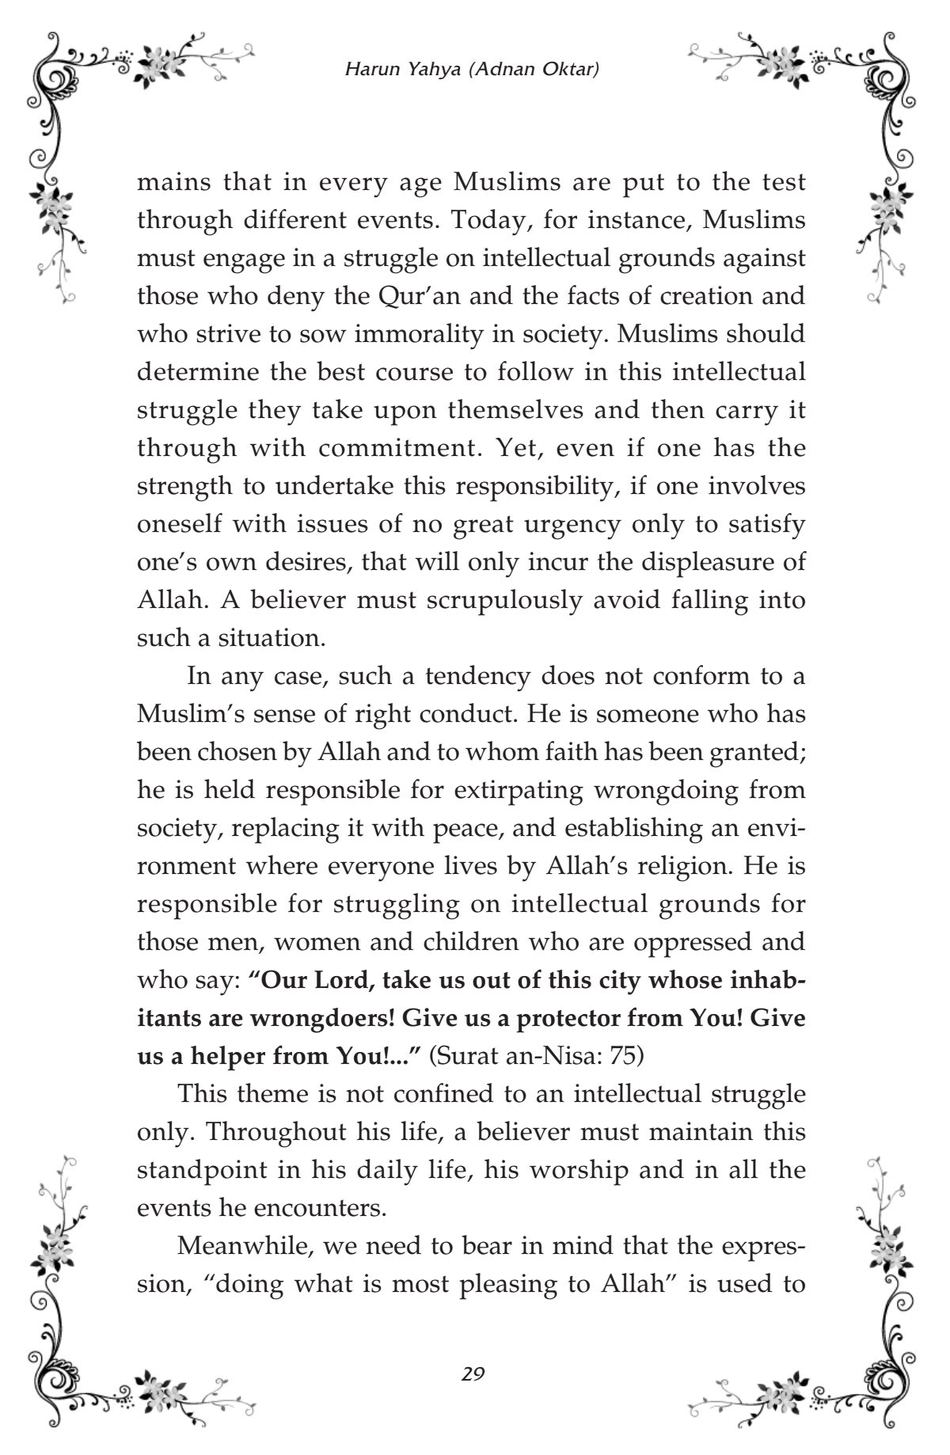 Harun Yahya (Adnan Oktar)
mains that in every age Muslims are put to the test
through different events. Today, for instance, Muslims
must engage in a struggle on intellectual grounds against
those who deny the Qur’an and the facts of creation and
who strive to sow immorality in society. Muslims should
determine the best course to follow in this intellectual
struggle they take upon themselves and then carry it
through with commitment. Yet, even if one has the
strength to undertake this responsibility, if one involves
oneself with issues of no great urgency only to satisfy
one’s own desires, that will only incur the displeasure of
Allah. A believer must scrupulously avoid falling into
such a situation.
In any case, such a tendency does not conform to a
Muslim’s sense of right conduct. He is someone who has
been chosen by Allah and to whom faith has been granted;
he is held responsible for extirpating wrongdoing from
society, replacing it with peace, and establishing an envi-
ronment where everyone lives by Allah’s religion. He is
responsible for struggling on intellectual grounds for
those men, women and children who are oppressed and
who say: “Our Lord, take us out of this city whose inhab-
itants are wrongdoers! Give us a protector from You! Give
us a helper from You!...” (Surat an-Nisa: 75)
This theme is not confined to an intellectual struggle
only. Throughout his life, a believer must maintain this
standpoint in his daily life, his worship and in all the
events he encounters.
Meanwhile, we need to bear in mind that the expres-
sion, “doing what is most pleasing to Allah” is used to
29